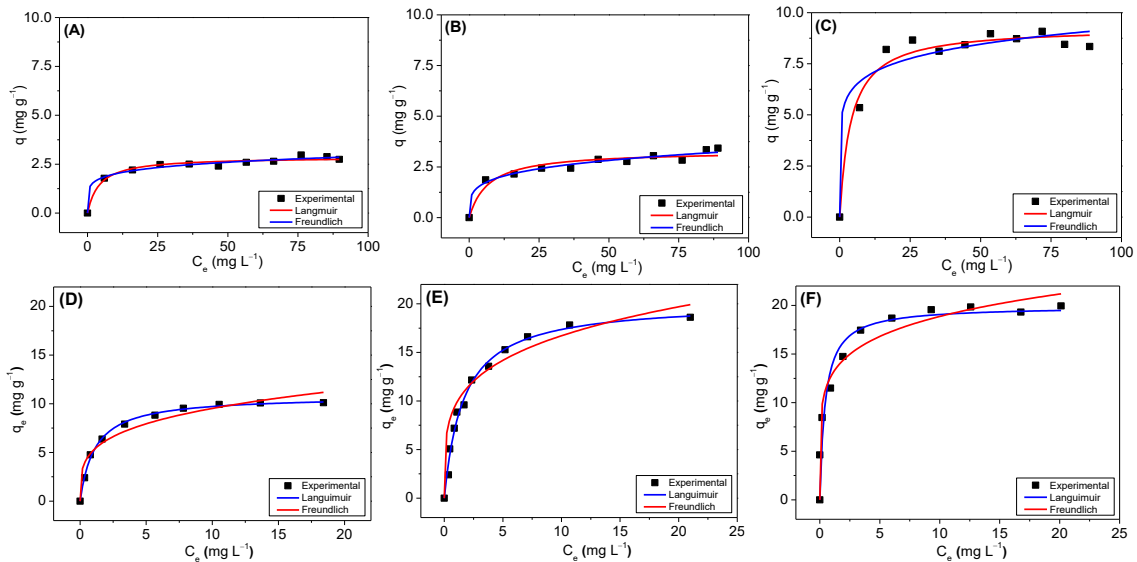 (A)
10.0
7.5
5.0
2.5
0.0
q (mg g⁻¹)
0 25 50 75 100
Cₑ (mg L⁻¹)
Experimental
Langmuir
Freundlich
(B)
10.0
7.5
5.0
2.5
0.0
q (mg g⁻¹)
0 25 50 75 100
Cₑ (mg L⁻¹)
Experimental
Langmuir
Freundlich
(C)
10.0
7.5
5.0
2.5
0.0
q (mg g⁻¹)
0 25 50 75 100
Cₑ (mg L⁻¹)
Experimental
Langmuir
Freundlich
(D)
20
15
10
5
0
qₑ (mg g⁻¹)
0 5 10 15 20
Cₑ (mg L⁻¹)
Experimental
Languimuir
Freundlich
(E)
20
15
10
5
0
qₑ (mg g⁻¹)
0 5 10 15 20 25
Cₑ (mg L⁻¹)
Experimental
Languimuir
Freundlich
(F)
20
15
10
5
0
qₑ (mg g⁻¹)
0 5 10 15 20 25
Cₑ (mg L⁻¹)
Experimental
Languimuir
Freundlich